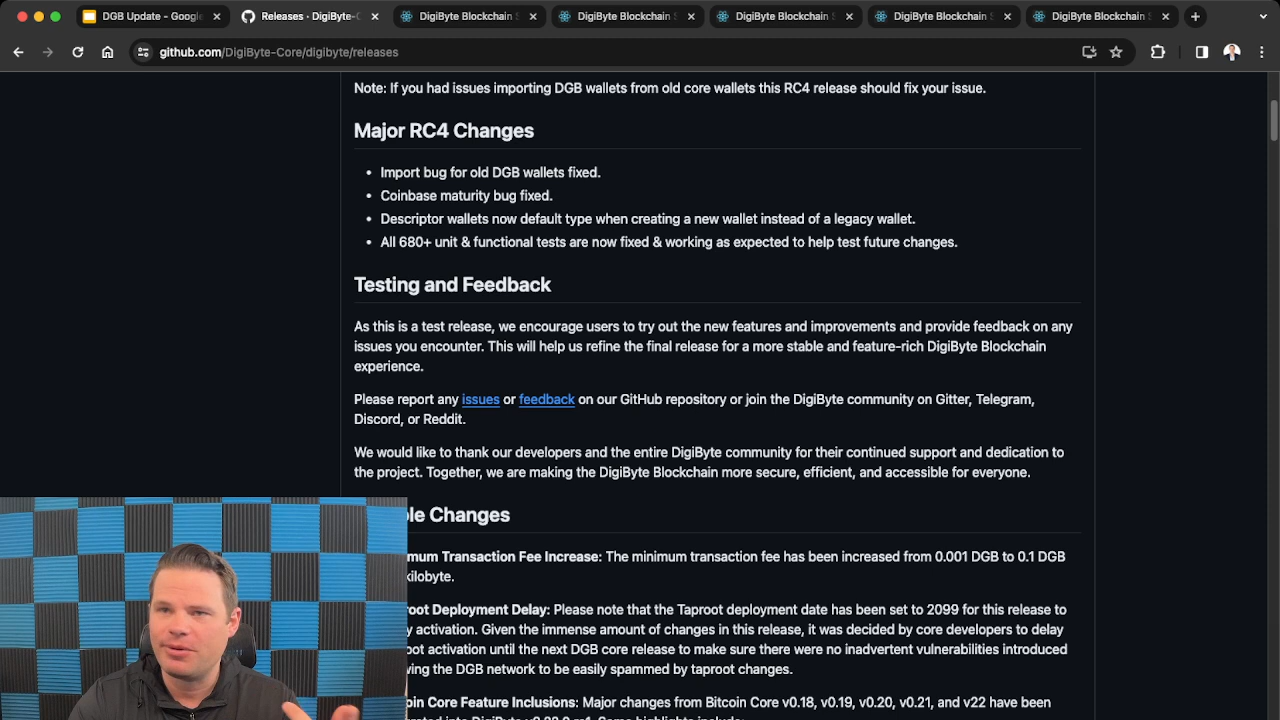 DGB Update - Google
Releases · DigiByte-C
DigiByte Blockchain S
DigiByte Blockchain S
DigiByte Blockchain S
DigiByte Blockchain S
DigiByte Blockchain S
github.com/DigiByte-Core/digibyte/releases
Note: If you had issues importing DGB wallets from old core wallets this RC4 release should fix your issue.
Major RC4 Changes
• Import bug for old DGB wallets fixed.
• Coinbase maturity bug fixed.
• Descriptor wallets now default type when creating a new wallet instead of a legacy wallet.
• All 680+ unit & functional tests are now fixed & working as expected to help test future changes.
Testing and Feedback
As this is a test release, we encourage users to try out the new features and improvements and provide feedback on any
issues you encounter. This will help us refine the final release for a more stable and feature-rich DigiByte Blockchain
experience.
Please report any issues or feedback on our GitHub repository or join the DigiByte community on Gitter, Telegram,
Discord, or Reddit.
We would like to thank our developers and the entire DigiByte community for their continued support and dedication to
the project. Together, we are making the DigiByte Blockchain more secure, efficient, and accessible for everyone.
ble Changes
mum Transaction Fee Increase: The minimum transaction fee has been increased from 0.001 DGB to 0.1 DGB
kilobyte.
root Deployment Delay: Please note that the Taproot deployment date has been set to 2099 for this release to
y activation. Given the immense amount of changes in this release, it was decided by core developers to delay
oot activation until the next DGB core release to make sure there were no inadvertent vulnerabilities introduced
ving the DGB network to be easily spammed by taproot changes.
oin Core Feature Inclusions: Major changes from Bitcoin Core v0.18, v0.19, v0.20, v0.21, and v22 have been